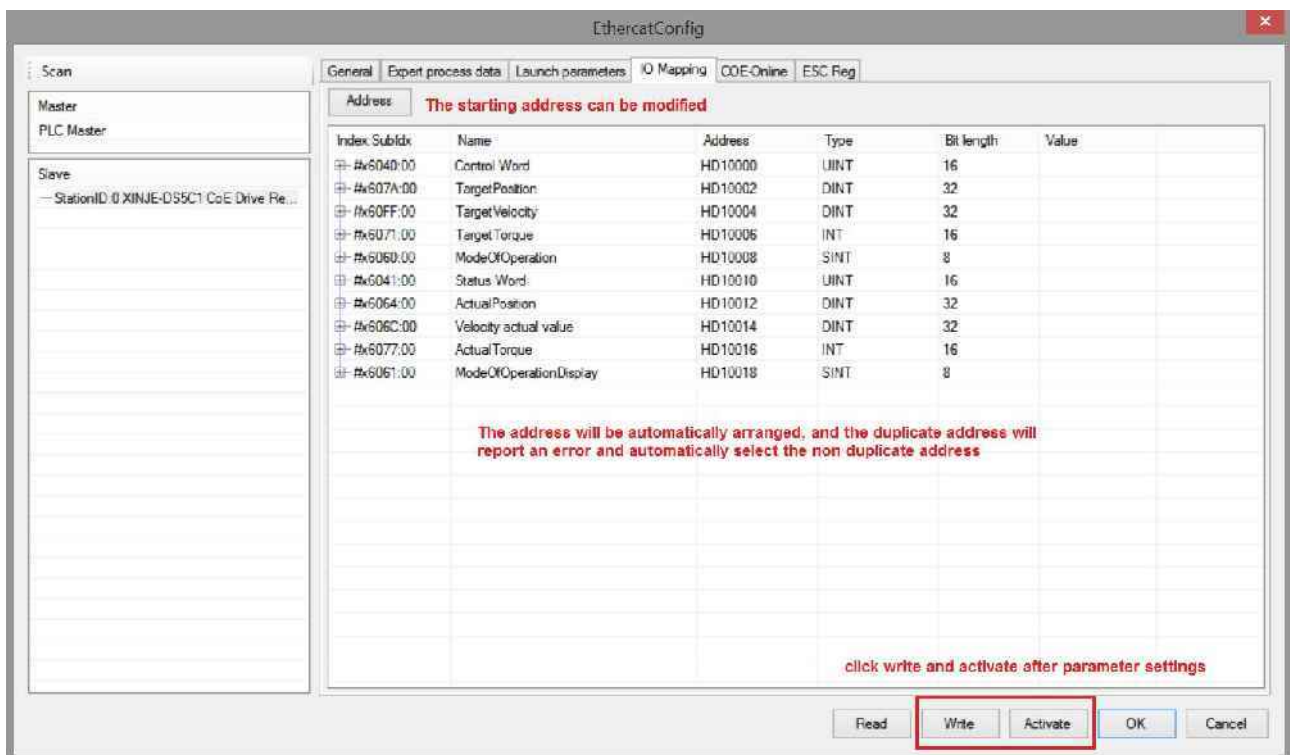 EthercatConfig
Scan
General Expert process data Launch parameters IO Mapping COE-Online ESC Reg
Master
PLC Master
Address The starting address can be modified
Index:SubIdx Name Address Type Bit length Value
Slave
StationID:0 XINJE-DS5C1 CoE Drive Re...
#x6040:00 Control Word HD10000 UINT 16
#x607A:00 TargetPosition HD10002 DINT 32
#x60FF:00 TargetVelocity HD10004 DINT 32
#x6071:00 TargetTorque HD10006 INT 16
#x6060:00 ModeOfOperation HD10008 SINT 8
#x6041:00 Status Word HD10010 UINT 16
#x6064:00 ActualPosition HD10012 DINT 32
#x606C:00 Velocity actual value HD10014 DINT 32
#x6077:00 ActualTorque HD10016 INT 16
#x6061:00 ModeOfOperationDisplay HD10018 SINT 8
The address will be automatically arranged, and the duplicate address will
report an error and automatically select the non duplicate address
click write and activate after parameter settings
Read Write Activate OK Cancel